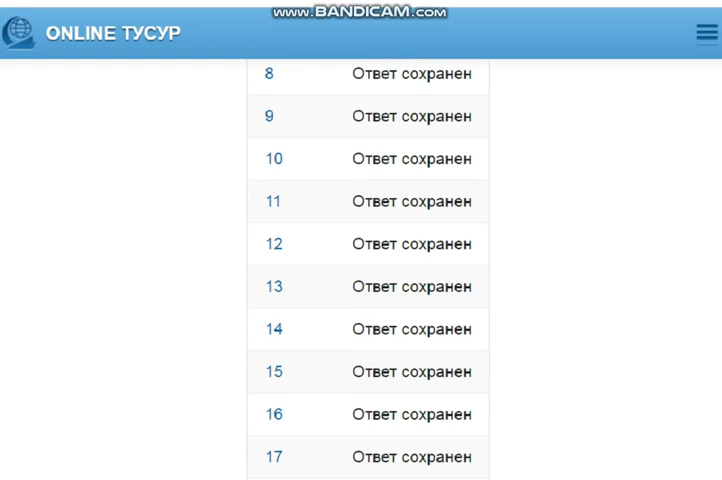 www.BANDICAM.com
ONLINE ТУСУР
8 Ответ сохранен
9 Ответ сохранен
10 Ответ сохранен
11 Ответ сохранен
12 Ответ сохранен
13 Ответ сохранен
14 Ответ сохранен
15 Ответ сохранен
16 Ответ сохранен
17 Ответ сохранен